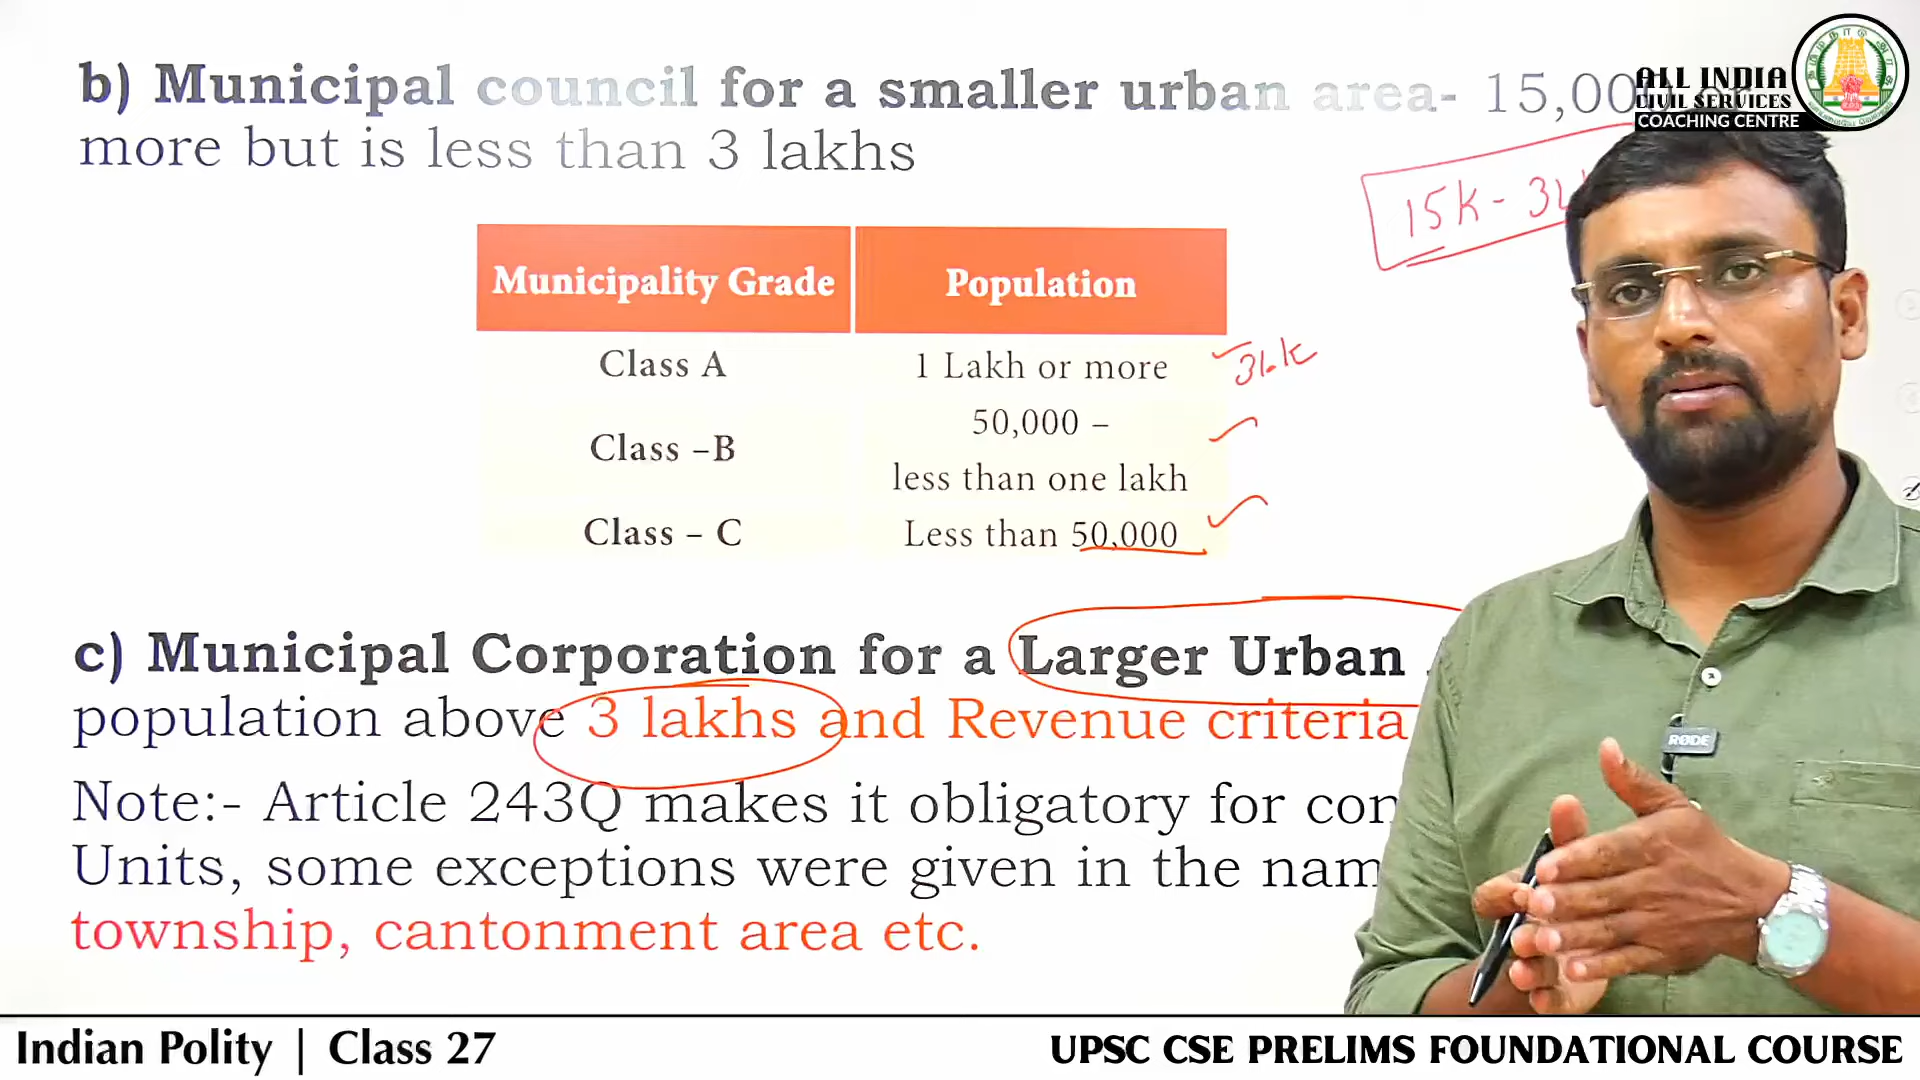 b) Municipal council for a smaller urban area- 15,000 or
more but is less than 3 lakhs
ALL INDIA
CIVIL SERVICES
COACHING CENTRE
15K - 3L
Municipality Grade Population
Class A 1 Lakh or more
50,000 –
Class –B
less than one lakh
Class – C Less than 50,000
c) Municipal Corporation for a Larger Urban
population above 3 lakhs and Revenue criteria
Note:- Article 243Q makes it obligatory for con
Units, some exceptions were given in the nam
township, cantonment area etc.
RØDE
Indian Polity | Class 27
UPSC CSE PRELIMS FOUNDATIONAL COURSE